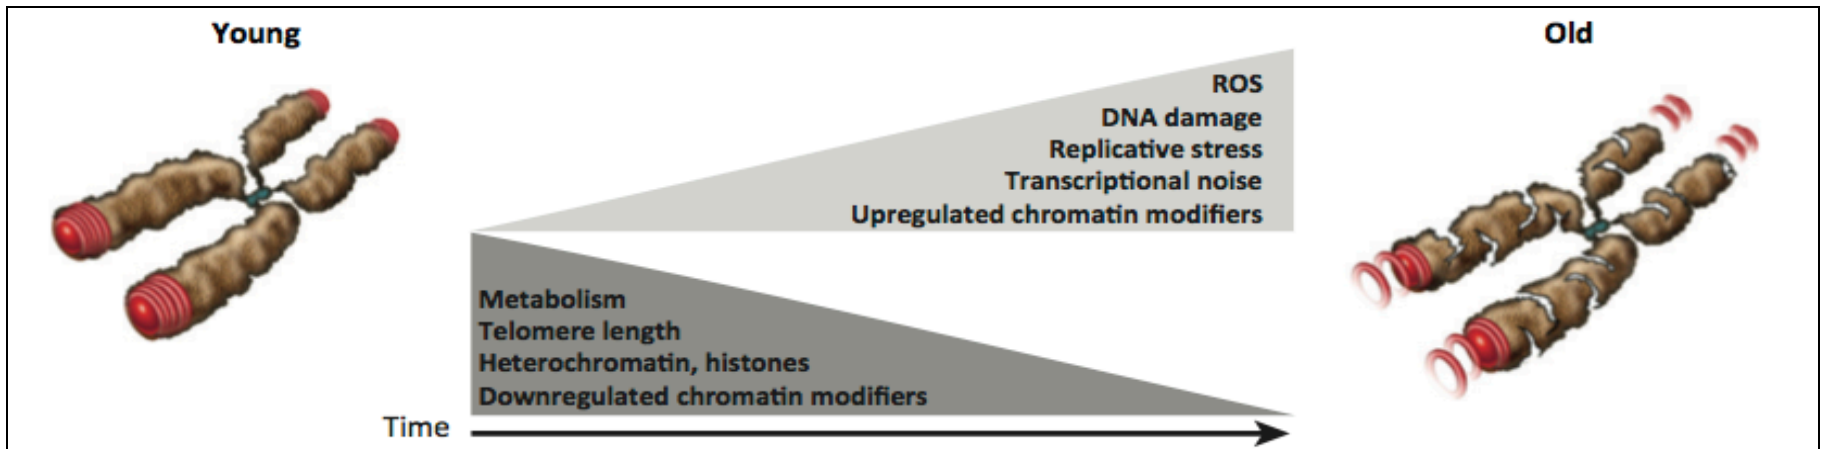 Young
Old
ROS
DNA damage
Replicative stress
Transcriptional noise
Upregulated chromatin modifiers
Metabolism
Telomere length
Heterochromatin, histones
Downregulated chromatin modifiers
Time